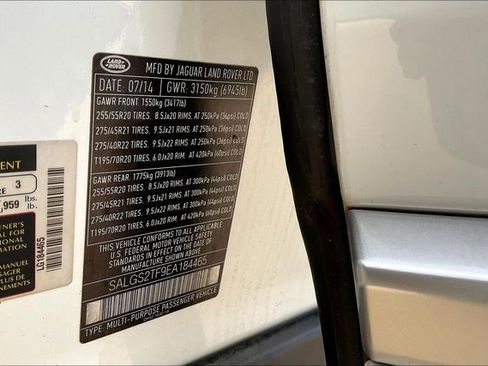 LAND ROVER
MFD BY JAGUAR LAND ROVER LTD
DATE: 07/14 GWR: 3150kg (6945lb)
GAWR FRONT 1550kg (3417lb)
255/55R20 TIRES. 8.5Jx20 RIMS. AT 250kPa (36psi) COLD
275/45R21 TIRES. 9.5Jx21 RIMS. AT 250kPa (36psi) COLD
275/40R22 TIRES. 9.5Jx22 RIMS. AT 250kPa (36psi) COLD
T195/70R20 TIRES. 6.0Jx20 RIM. AT 420kPa (60psi) COLD
GAWR REAR. 1775kg (3913lb)
255/55R20 TIRES. 8.5Jx20 RIMS. AT 300kPa (44psi) COLD
275/45R21 TIRES. 9.5Jx21 RIMS. AT 300kPa (44psi) COLD
275/40R22 TIRES. 9.5Jx22 RIMS. AT 300kPa (44psi) COLD
T195/70R20 TIRES. 6.0Jx20 RIM. AT 420kPa (60psi) COLD
THIS VEHICLE CONFORMS TO ALL APPLICABLE
U.S. FEDERAL MOTOR VEHICLE SAFETY
STANDARDS IN EFFECT ON THE DATE OF
MANUFACTURE SHOWN ABOVE
SALGS2TF9EA184465
TYPE: MULTI-PURPOSE PASSENGER VEHICLE
3
,959 lbs.
LG184465